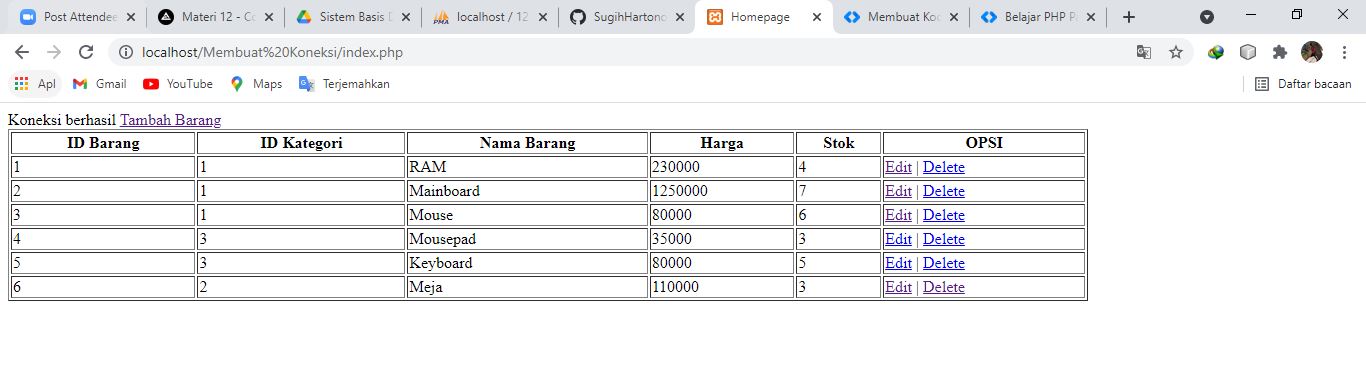 Post Attendee Materi 12 - Co Sistem Basis D localhost / 12 SugihHartono Homepage Membuat Koo Belajar PHP Pa
localhost/Membuat%20Koneksi/index.php
Apl Gmail YouTube Maps Terjemahkan Daftar bacaan
Koneksi berhasil Tambah Barang
ID Barang ID Kategori Nama Barang Harga Stok OPSI
1 1 RAM 230000 4 Edit | Delete
2 1 Mainboard 1250000 7 Edit | Delete
3 1 Mouse 80000 6 Edit | Delete
4 3 Mousepad 35000 3 Edit | Delete
5 3 Keyboard 80000 5 Edit | Delete
6 2 Meja 110000 3 Edit | Delete